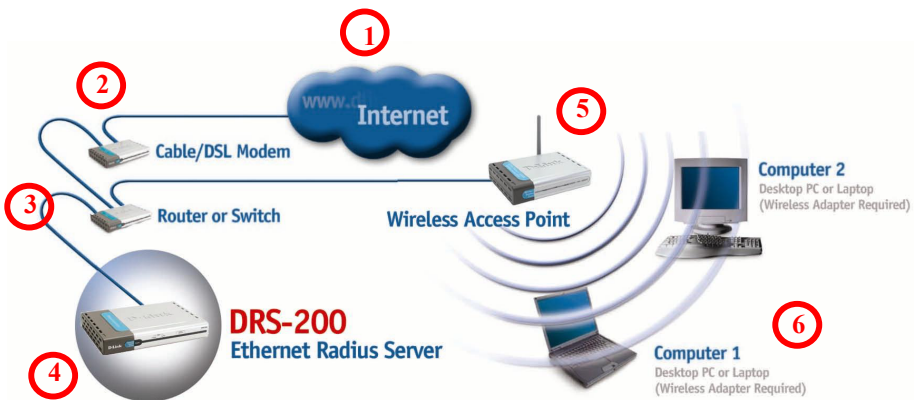 1
2
www.d
Internet
5
Cable/DSL Modem
Computer 2
Desktop PC or Laptop
(Wireless Adapter Required)
3
Router or Switch
Wireless Access Point
DRS-200
Ethernet Radius Server
4
6
Computer 1
Desktop PC or Laptop
(Wireless Adapter Required)
D-Link